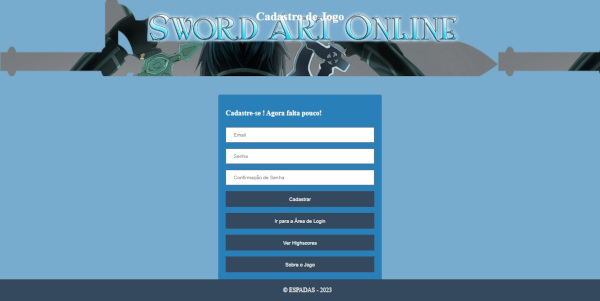 Cadastro de Jogo
Sword Art Online
Cadastre-se ! Agora falta pouco!
Email
Senha
Confirmação de Senha
Cadastrar
Ir para a Área de Login
Ver Highscores
Sobre o Jogo
© ESPADAS - 2023